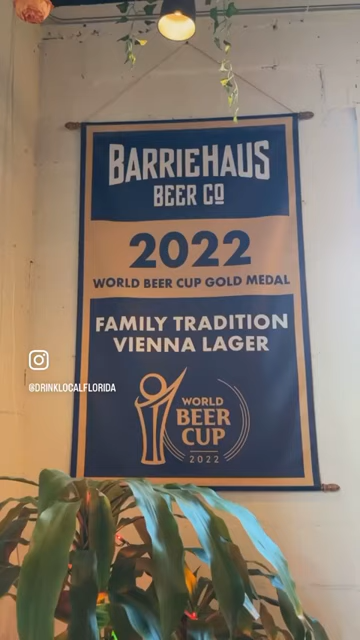 BARRIEHAUS
BEER CO
2022
WORLD BEER CUP GOLD MEDAL
FAMILY TRADITION
VIENNA LAGER
WORLD
BEER
CUP
2022
@DRINKLOCALFLORIDA